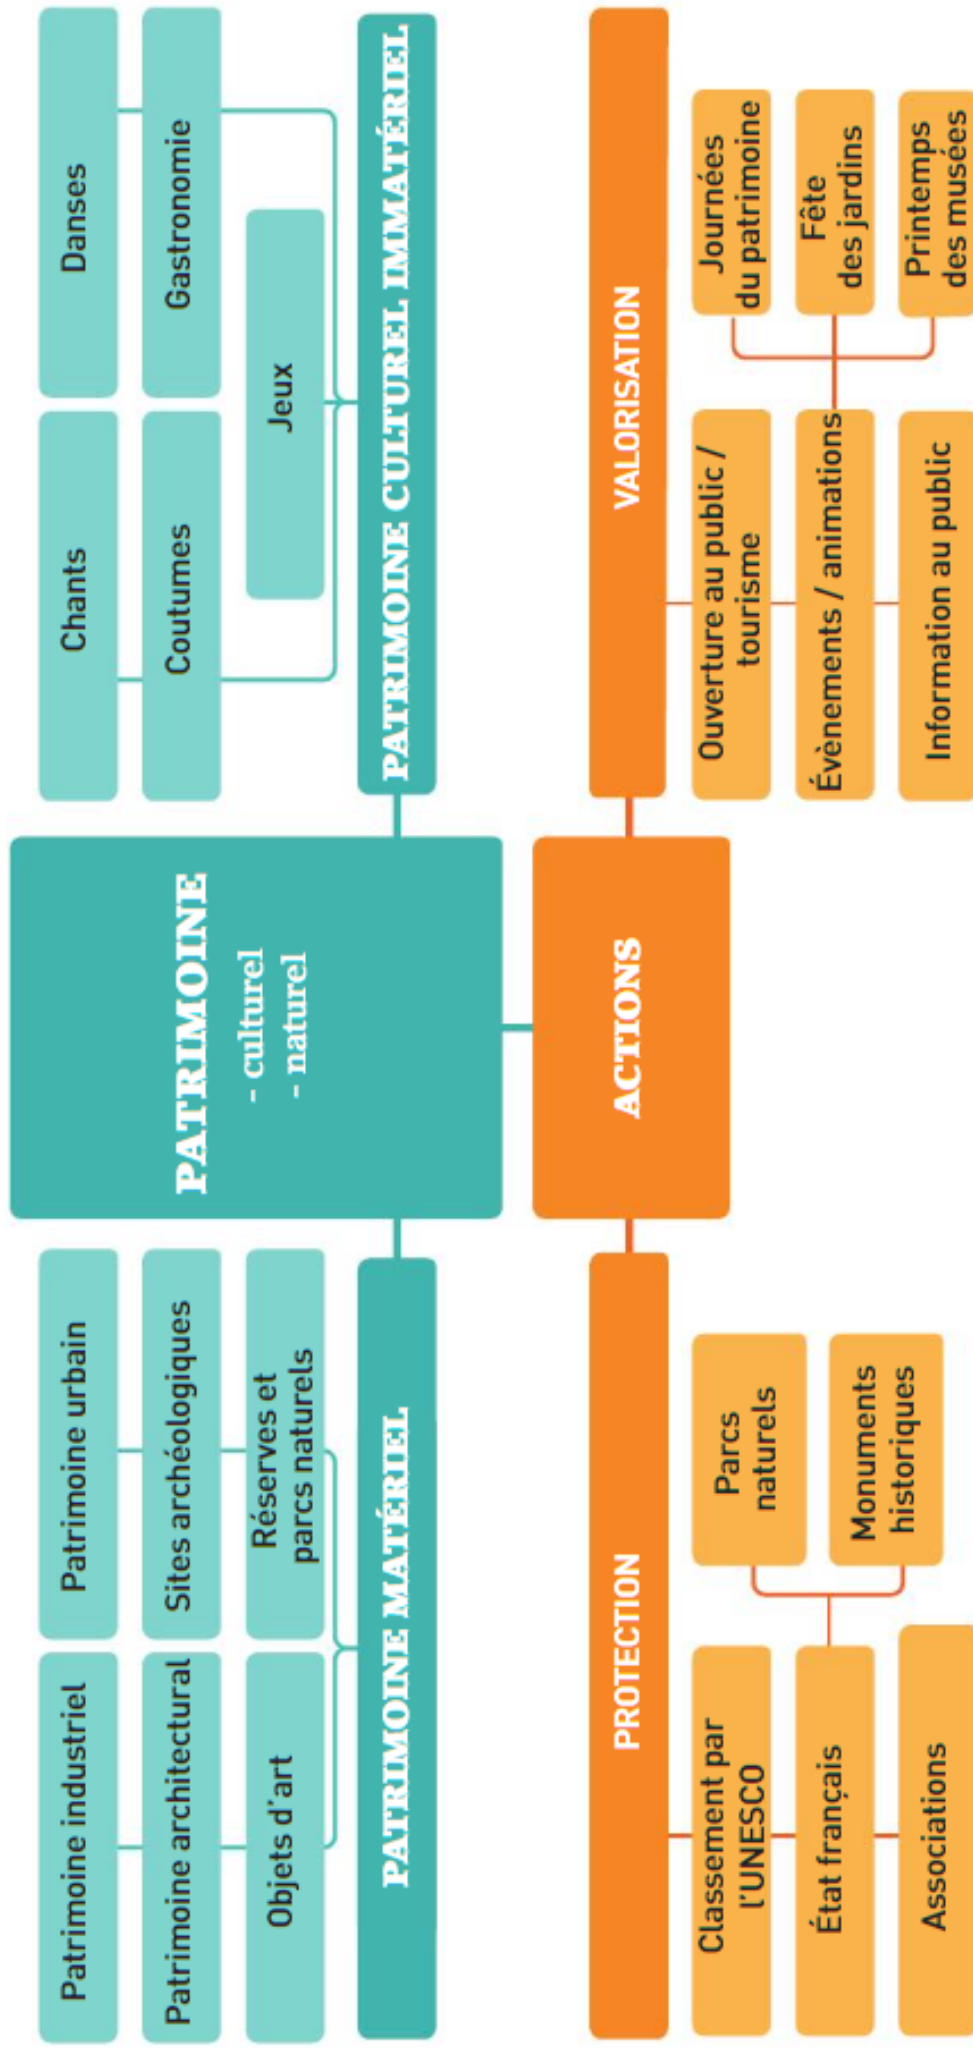 Patrimoine industriel
Patrimoine urbain
Patrimoine architectural
Sites archéologiques
Objets d'art
Réserves et
parcs naturels
PATRIMOINE MATÉRIEL
PATRIMOINE
- culturel
- naturel
Chants
Danses
Coutumes
Gastronomie
Jeux
PATRIMOINE CULTUREL IMMATÉRIEL
ACTIONS
PROTECTION
Classement par
l'UNESCO
État français
Associations
Parcs
naturels
Monuments
historiques
VALORISATION
Ouverture au public /
tourisme
Évènements / animations
Information au public
Journées
du patrimoine
Fête
des jardins
Printemps
des musées